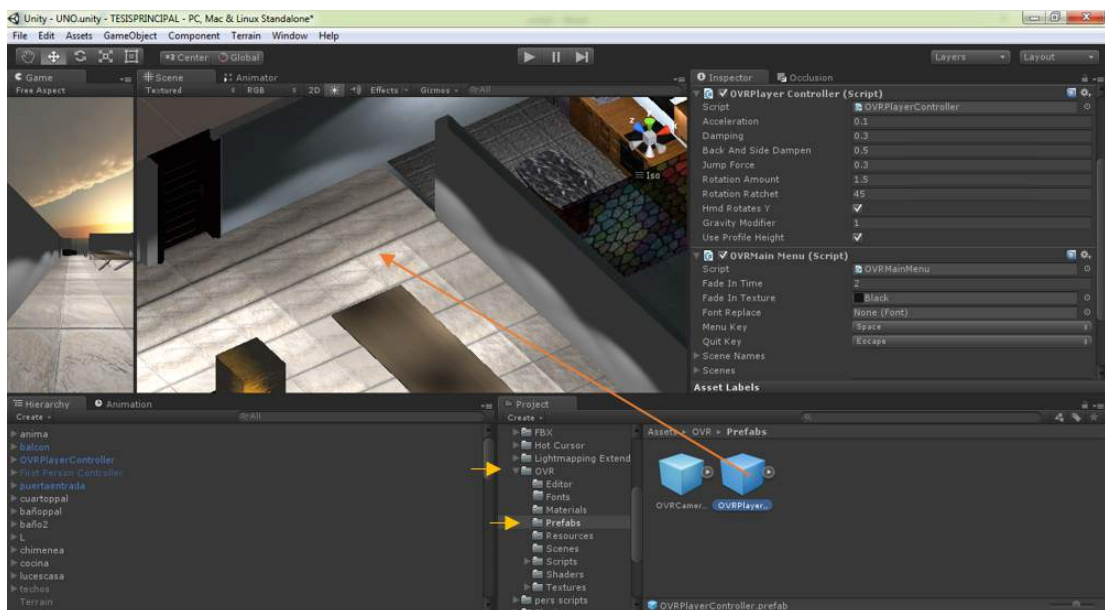 Unity - UNO.unity - TESISPRINCIPAL - PC, Mac & Linux Standalone*
File Edit Assets GameObject Component Terrain Window Help
Center Global
Layers Layout
Game
Free Aspect
Scene Animator
Textured RGB 2D Effects Gizmos All
Iso
Inspector Occlusion
OVRPlayer Controller (Script)
Script OVRPlayerController
Acceleration 0.1
Damping 0.3
Back And Side Dampen 0.5
Jump Force 0.3
Rotation Amount 1.5
Rotation Ratchet 45
Hmd Rotates Y
Gravity Modifier 1
Use Profile Height
OVRMain Menu (Script)
Script OVRMainMenu
Fade In Time 2
Fade In Texture Black
Font Replace None (Font)
Menu Key Space
Quit Key Escape
Scene Names
Scenes
Asset Labels
Hierarchy Animation
Create All
anima
balcon
OVRPlayerController
First Person Controller
puertaentrada
cuartoppal
bañoppal
baño2
L
chimenea
cocina
lucescasa
techos
Terrain
Project
Create
FBX
Hot Cursor
Lightmapping Extend
OVR
Editor
Fonts
Materials
Prefabs
Resources
Scenes
Scripts
Shaders
Textures
pers scripts
Assets OVR Prefabs
OVRCamer... OVRPlayer...
OVRPlayerController.prefab